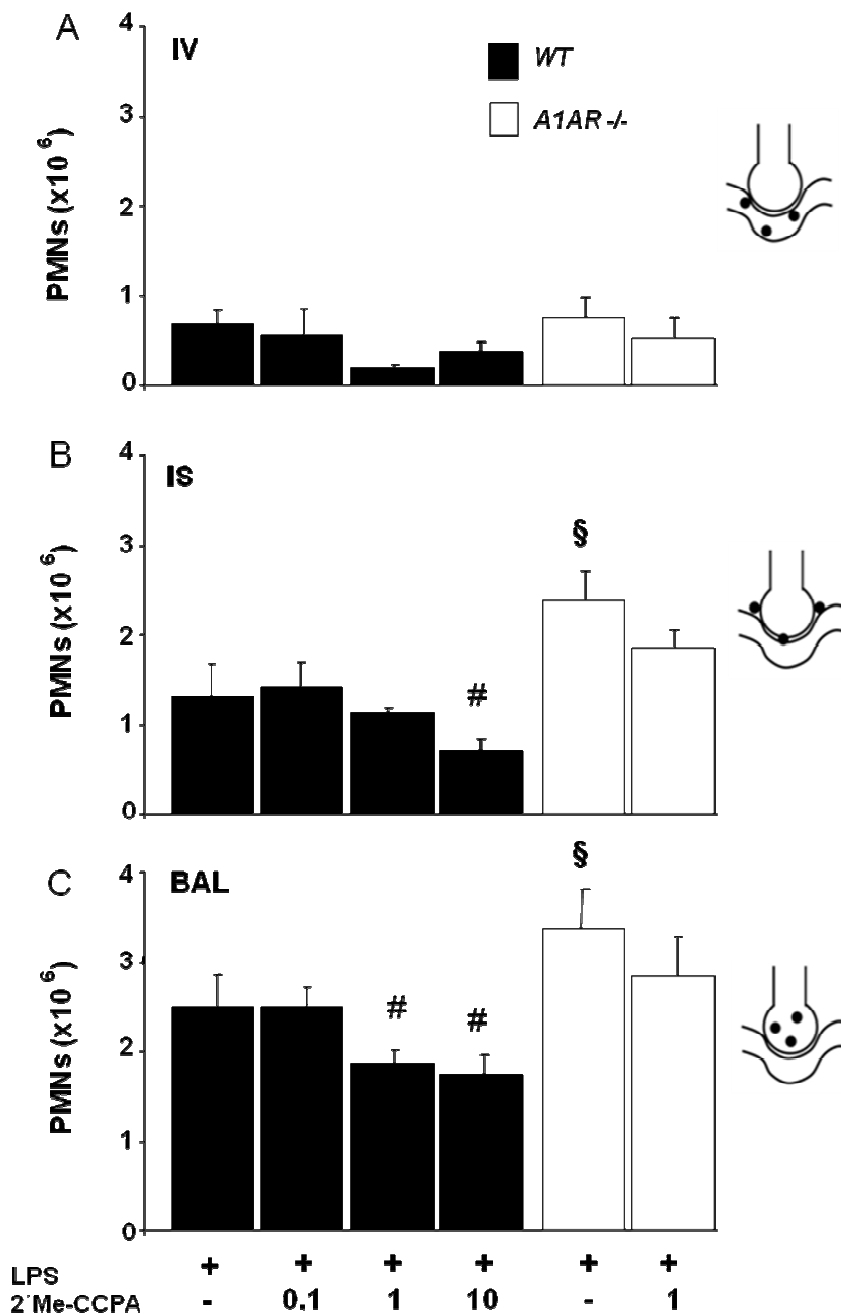 A
IV
WT
A1AR -/-
PMNs (x10 6)
4
3
2
1
0
B
IS
PMNs (x10 6)
4
3
2
1
0
§
#
C
BAL
PMNs (x10 6)
4
3
2
1
0
§
# #
LPS + + + + + +
2'Me-CCPA - 0.1 1 10 - 1